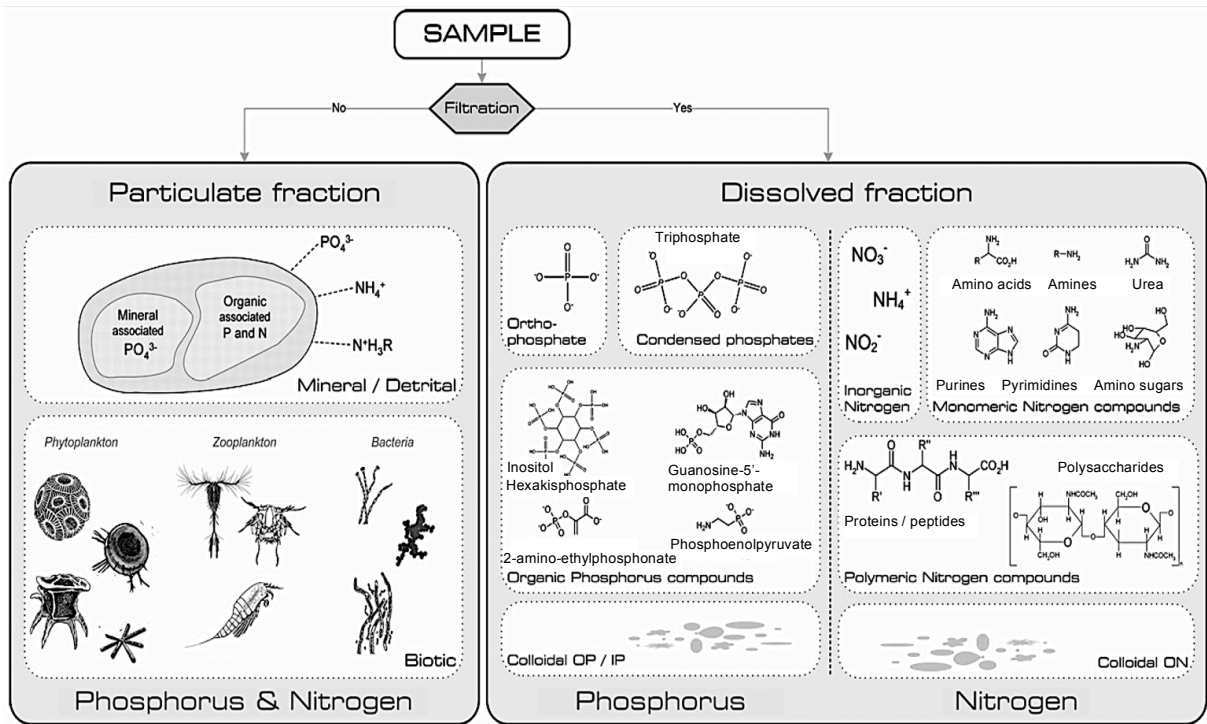 SAMPLE
Filtration
No
Yes
Particulate fraction
PO₄³⁻
NH₄⁺
N⁺H₃R
Mineral
associated
PO₄³⁻
Organic
associated
P and N
Mineral / Detrital
Phytoplankton
Zooplankton
Bacteria
Biotic
Phosphorus & Nitrogen
Dissolved fraction
Ortho-
phosphate
Triphosphate
Condensed phosphates
Inositol
Hexakisphosphate
Guanosine-5'-
monophosphate
2-amino-ethylphosphonate
Phosphoenolpyruvate
Organic Phosphorus compounds
Colloidal OP / IP
Phosphorus
NO₃⁻
NH₄⁺
NO₂⁻
Inorganic
Nitrogen
Amino acids
Amines
Urea
Purines
Pyrimidines
Amino sugars
Monomeric Nitrogen compounds
Proteins / peptides
Polysaccharides
Polymeric Nitrogen compounds
Colloidal ON
Nitrogen